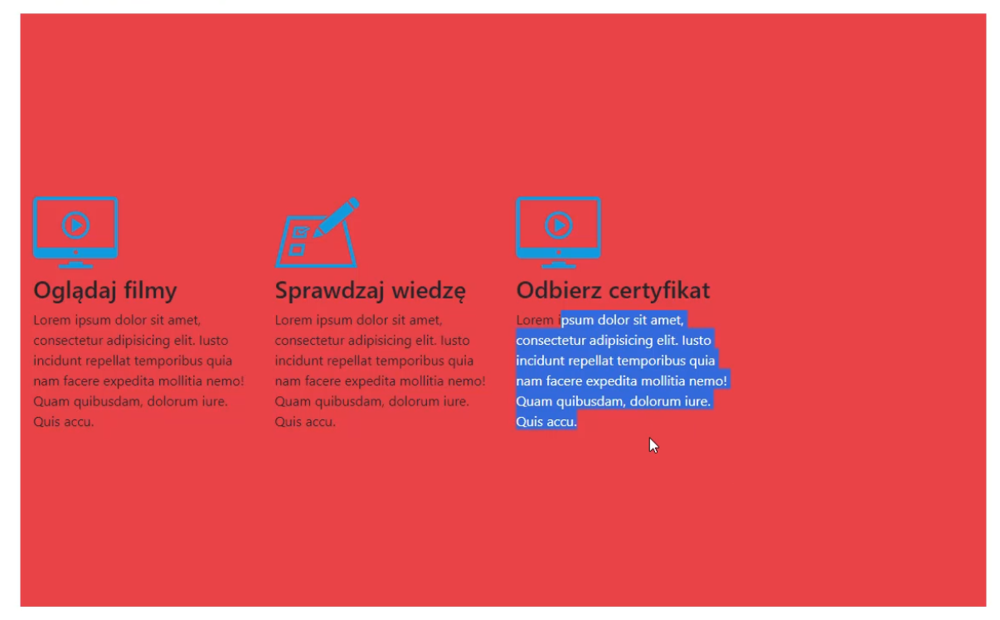 Oglądaj filmy
Lorem ipsum dolor sit amet,
consectetur adipisicing elit. Iusto
incidunt repellat temporibus quia
nam facere expedita mollitia nemo!
Quam quibusdam, dolorum iure.
Quis accu.
Sprawdzaj wiedzę
Lorem ipsum dolor sit amet,
consectetur adipisicing elit. Iusto
incidunt repellat temporibus quia
nam facere expedita mollitia nemo!
Quam quibusdam, dolorum iure.
Quis accu.
Odbierz certyfikat
Lorem ipsum dolor sit amet,
consectetur adipisicing elit. Iusto
incidunt repellat temporibus quia
nam facere expedita mollitia nemo!
Quam quibusdam, dolorum iure.
Quis accu.